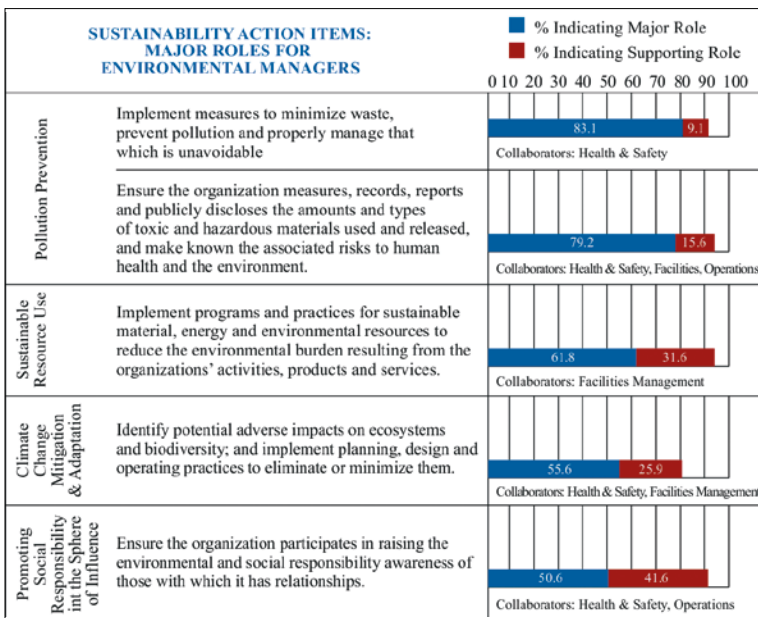 SUSTAINABILITY ACTION ITEMS:
MAJOR ROLES FOR
ENVIRONMENTAL MANAGERS
% Indicating Major Role
% Indicating Supporting Role
0 10 20 30 40 50 60 70 80 90 100
Pollution Prevention
Implement measures to minimize waste,
prevent pollution and properly manage that
which is unavoidable
83.1 9.1
Collaborators: Health & Safety
Ensure the organization measures, records, reports
and publicly discloses the amounts and types
of toxic and hazardous materials used and released,
and make known the associated risks to human
health and the environment.
79.2 15.6
Collaborators: Health & Safety, Facilities, Operations
Sustainable
Resource Use
Implement programs and practices for sustainable
material, energy and environmental resources to
reduce the environmental burden resulting from the
organizations' activities, products and services.
61.8 31.6
Collaborators: Facilities Management
Climate
Change
Mitigation
& Adaptation
Identify potential adverse impacts on ecosystems
and biodiversity; and implement planning, design and
operating practices to eliminate or minimize them.
55.6 25.9
Collaborators: Health & Safety, Facilities Management
Promoting
Social
Responsibility
int the Sphere
of Influence
Ensure the organization participates in raising the
environmental and social responsibility awareness of
those with which it has relationships.
50.6 41.6
Collaborators: Health & Safety, Operations